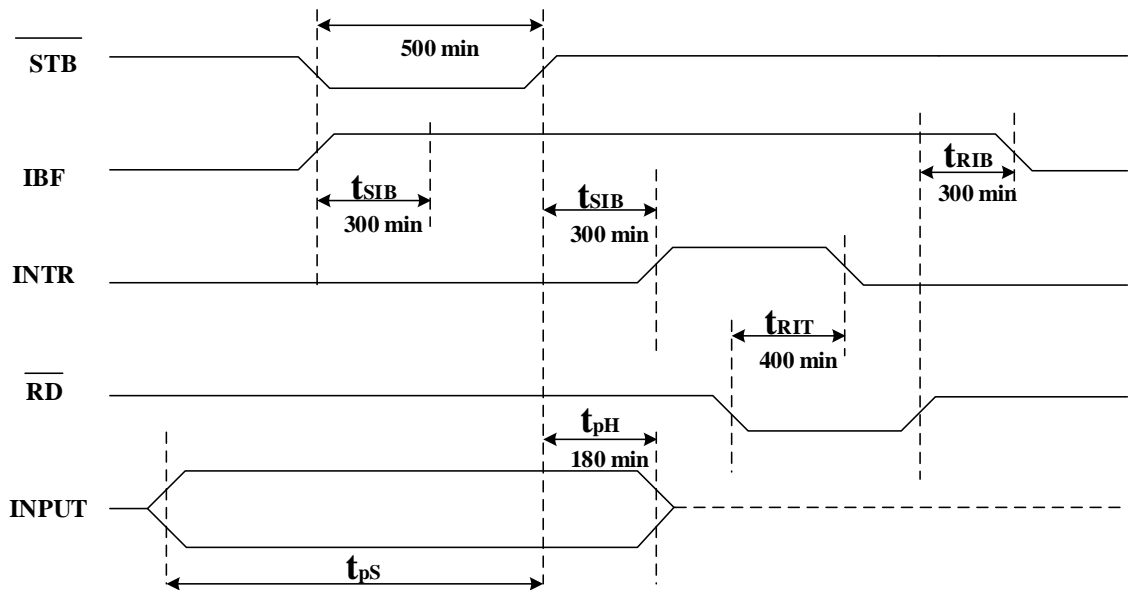 500 min
STB
IBF
tSIB
300 min
tSIB
300 min
tRIB
300 min
INTR
tRIT
400 min
RD
tpH
180 min
INPUT
tpS